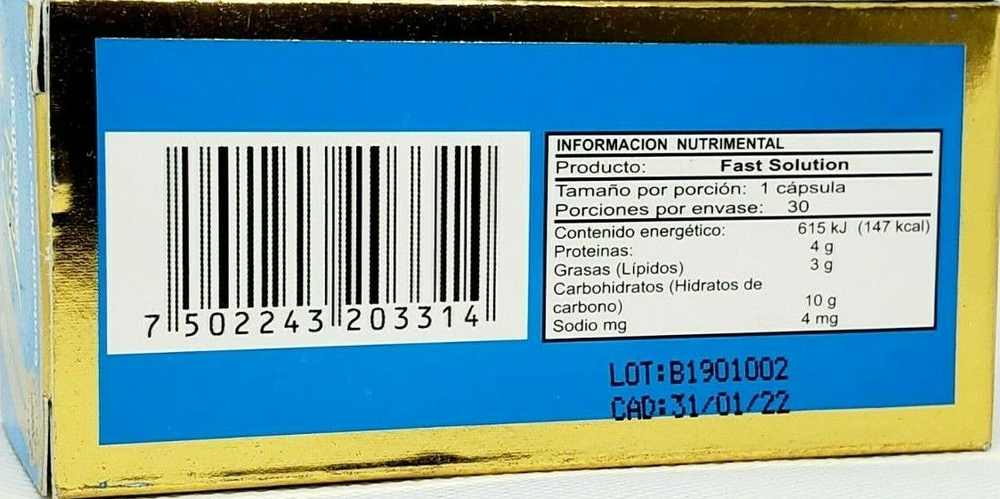 7 502243 203314
INFORMACION NUTRIMENTAL
Producto: Fast Solution
Tamaño por porción: 1 cápsula
Porciones por envase: 30
Contenido energético: 615 kJ (147 kcal)
Proteinas: 4 g
Grasas (Lípidos) 3 g
Carbohidratos (Hidratos de
carbono) 10 g
Sodio mg 4 mg
LOT:B1901002
CAD:31/01/22